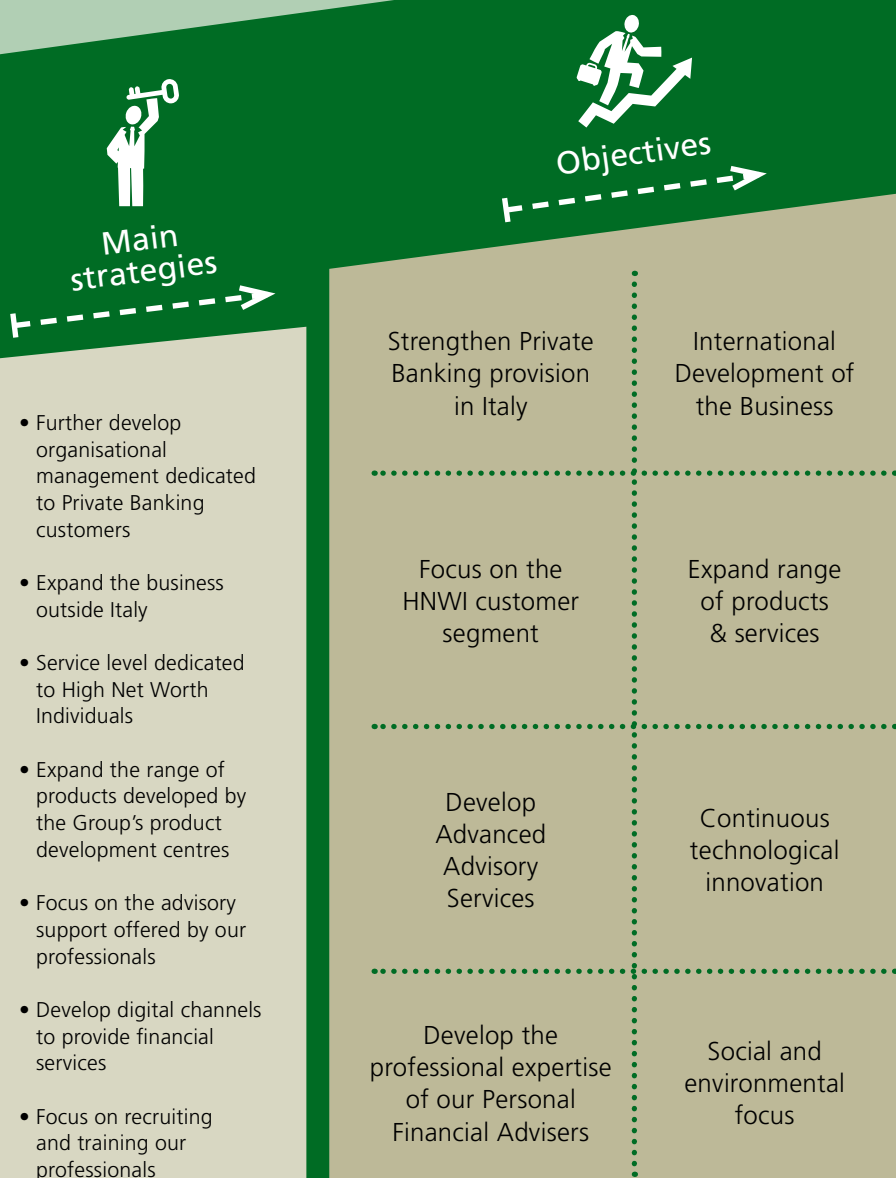 Main
strategies
• Further develop
organisational
management dedicated
to Private Banking
customers
• Expand the business
outside Italy
• Service level dedicated
to High Net Worth
Individuals
• Expand the range of
products developed by
the Group's product
development centres
• Focus on the advisory
support offered by our
professionals
• Develop digital channels
to provide financial
services
• Focus on recruiting
and training our
professionals
Objectives
Strengthen Private
Banking provision
in Italy
International
Development of
the Business
Focus on the
HNWI customer
segment
Expand range
of products
& services
Develop
Advanced
Advisory
Services
Continuous
technological
innovation
Develop the
professional expertise
of our Personal
Financial Advisers
Social and
environmental
focus